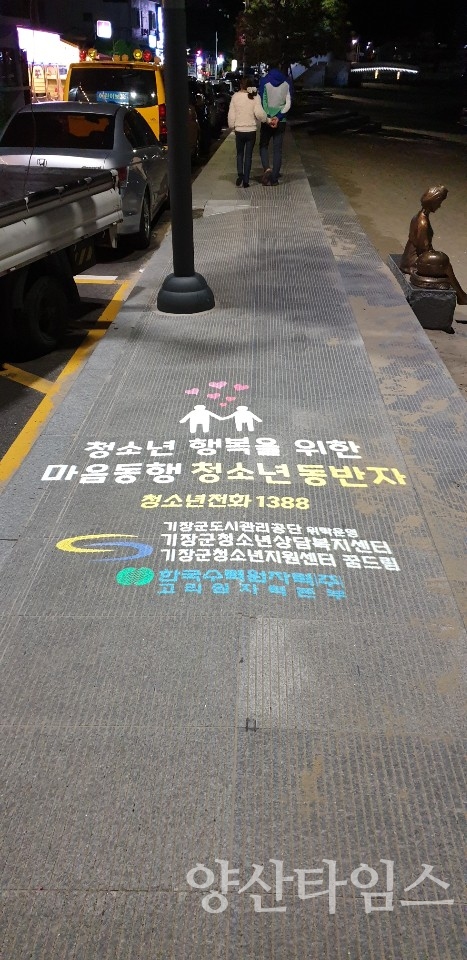 청소년 행복을 위한
마음동행 청소년 동반자
청소년전화 1388
기장군도시관리공단 위탁운영
기장군청소년상담복지센터
기장군청소년지원센터 꿈드림
한국수력원자력㈜
고리원자력본부
양산타임스